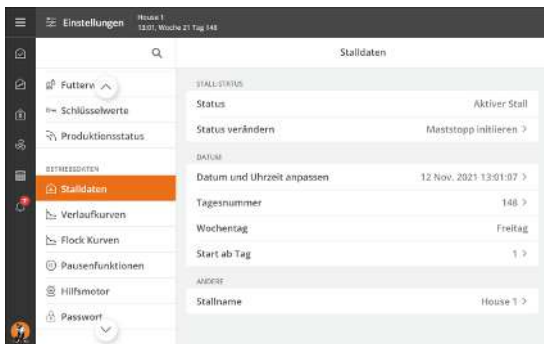 Einstellungen
House 1
13:01, Woche 21 Tag 148
Stalldaten
Futterw
Schlüsselwerte
Produktionsstatus
BETRIEBSDATEN
Stalldaten
Verlaufkurven
Flock Kurven
Pausenfunktionen
Hilfsmotor
Passwort
STALL-STATUS
Status Aktiver Stall
Status verändern Maststopp initiieren >
DATUM
Datum und Uhrzeit anpassen 12 Nov. 2021 13:01:07 >
Tagesnummer 148 >
Wochentag Freitag
Start ab Tag 1 >
ANDERE
Stallname House 1 >